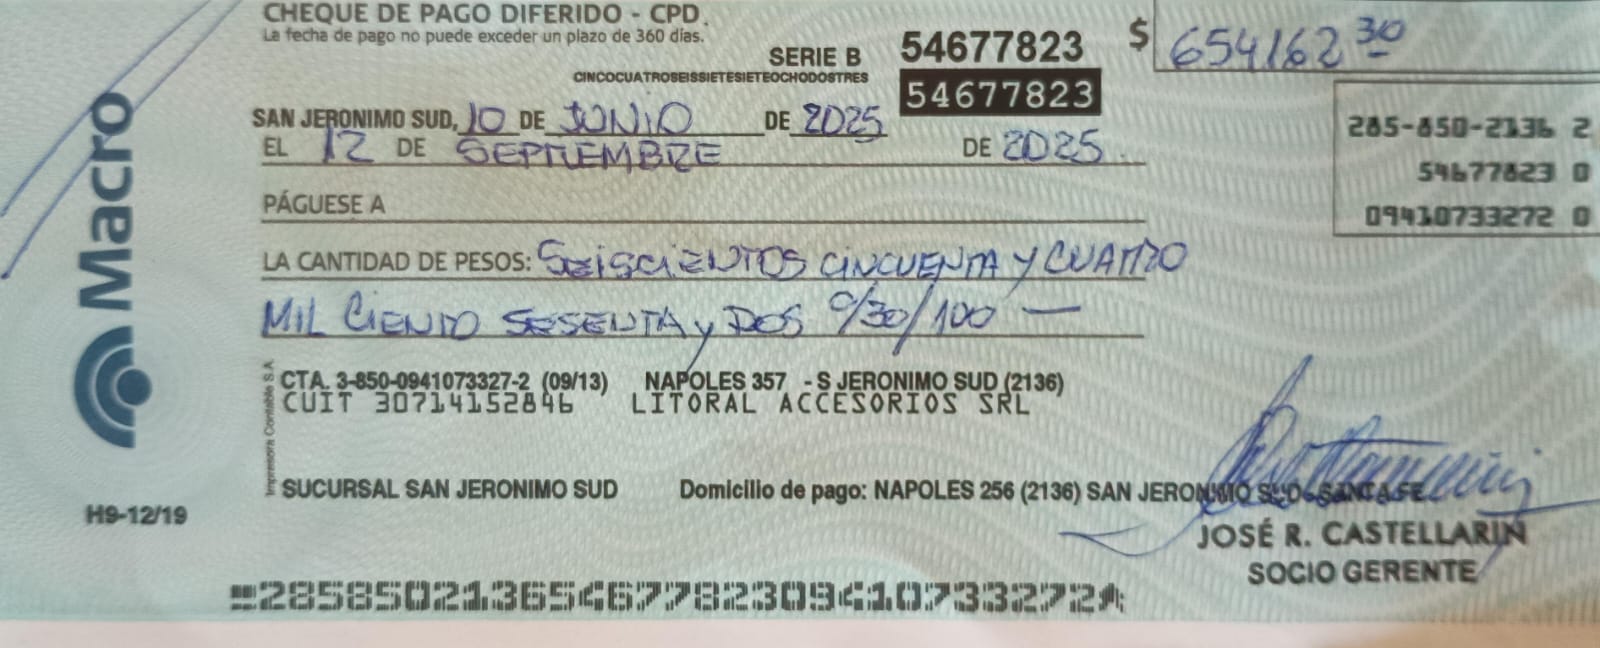 CHEQUE DE PAGO DIFERIDO - CPD.
La fecha de pago no puede exceder un plazo de 360 días.
SERIE B 54677823
$ 654162 30
CINCOCUATROSEISSIETESIETEOCHODOSTRES
54677823
SAN JERONIMO SUD, 10 DE JUNIO DE 2025
EL 12 DE SEPTIEMBRE DE 2025
285-850-2136 2
54677823 0
09410733272 0
PÁGUESE A
LA CANTIDAD DE PESOS: SEISCIENTOS CINCUENTA Y CUATRO
MIL CIENTO SESENTA Y DOS C/30/100 —
CTA. 3-850-0941073327-2 (09/13) NAPOLES 357 - S JERONIMO SUD (2136)
CUIT 30714152846 LITORAL ACCESORIOS SRL
SUCURSAL SAN JERONIMO SUD Domicilio de pago: NAPOLES 256 (2136) SAN JERONIMO SUD - SANTA FE
JOSÉ R. CASTELLARIN
SOCIO GERENTE
Macro
H9-12/19
Impresora Contable S.A.
28585021365467782309410733272